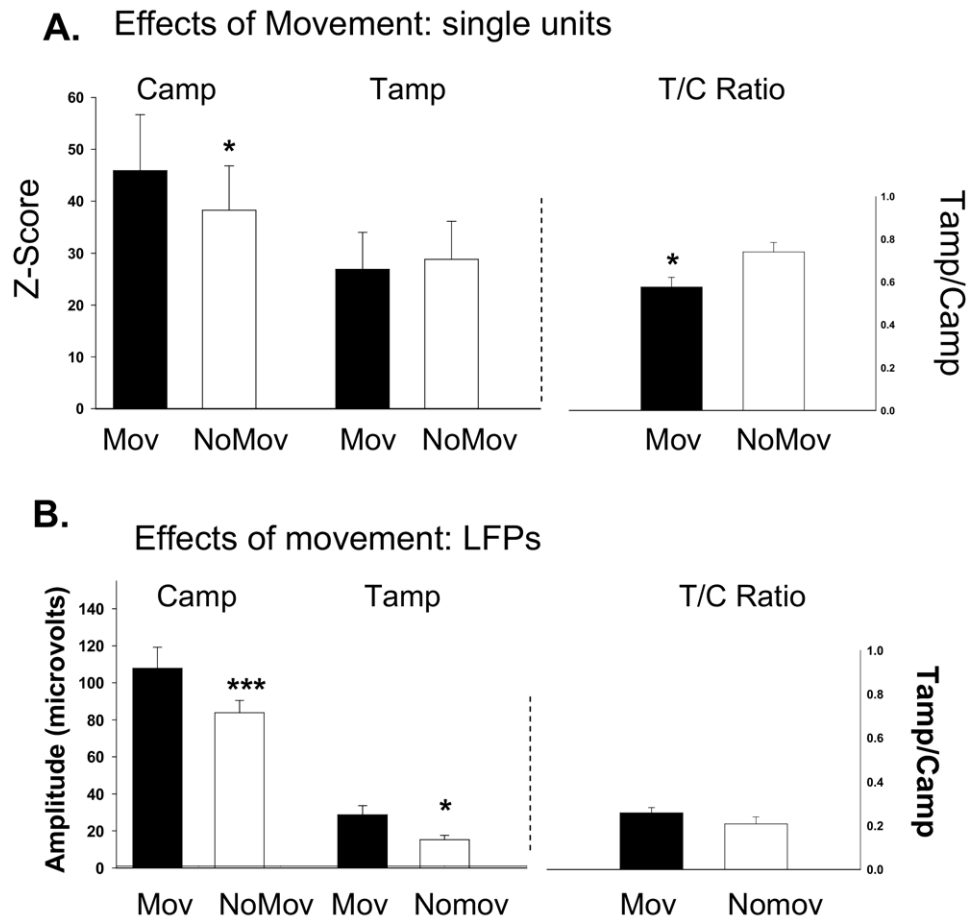 A. Effects of Movement: single units
Camp Tamp T/C Ratio
60
50
40
30
20
10
0
Z-Score
*
*
1.0
0.8
0.6
0.4
0.2
0.0
Tamp/Camp
Mov NoMov Mov NoMov Mov NoMov
B.
Effects of movement: LFPs
Camp Tamp T/C Ratio
140
120
100
80
60
40
20
0
Amplitude (microvolts)
***
*
1.0
0.8
0.6
0.4
0.2
0.0
Tamp/Camp
Mov NoMov Mov Nomov Mov Nomov